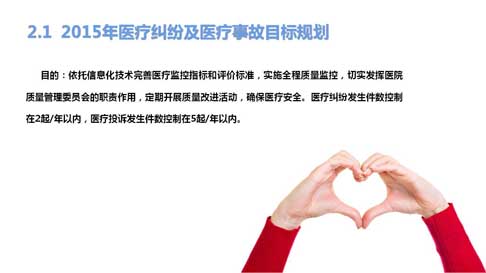 2.1 2015年医疗纠纷及医疗事故目标规划
目的：依托信息化技术完善医疗监控指标和评价标准，实施全程质量监控，切实发挥医院
质量管理委员会的职责作用，定期开展质量改进活动，确保医疗安全。医疗纠纷发生件数控制
在2起/年以内，医疗投诉发生件数控制在5起/年以内。